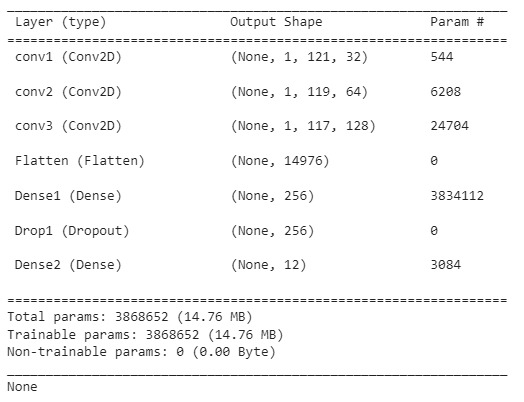 Layer (type) Output Shape Param #
conv1 (Conv2D) (None, 1, 121, 32) 544
conv2 (Conv2D) (None, 1, 119, 64) 6208
conv3 (Conv2D) (None, 1, 117, 128) 24704
Flatten (Flatten) (None, 14976) 0
Dense1 (Dense) (None, 256) 3834112
Drop1 (Dropout) (None, 256) 0
Dense2 (Dense) (None, 12) 3084
Total params: 3868652 (14.76 MB)
Trainable params: 3868652 (14.76 MB)
Non-trainable params: 0 (0.00 Byte)
None